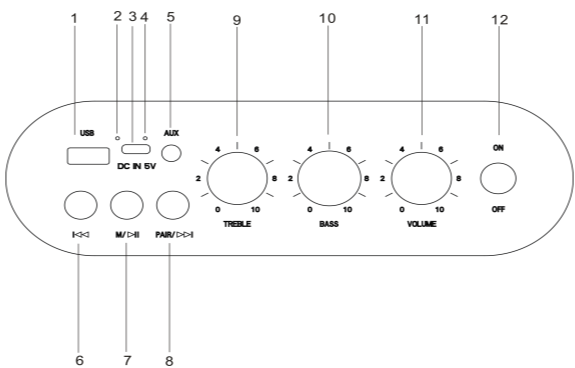 1 2 3 4 5 9 10 11 12
USB AUX
DC IN 5V
4 6 4 6 4 6 ON
2 8 2 8 2 8
0 10 0 10 0 10 OFF
TREBLE BASS VOLUME
I◁◁ M/▷II PAIR/▷▷I
6 7 8